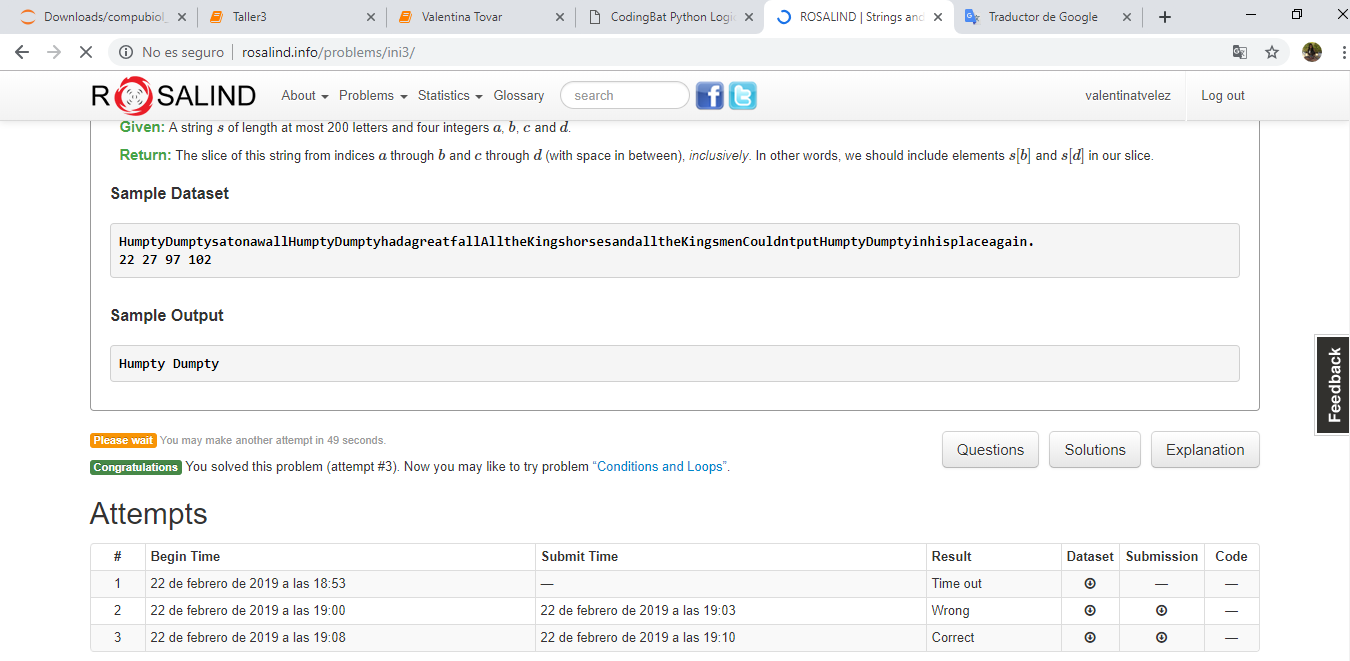 Downloads/compubiol_
Taller3
Valentina Tovar
CodingBat Python Logi
ROSALIND | Strings and
Traductor de Google
No es seguro | rosalind.info/problems/ini3/
ROSALIND
About Problems Statistics Glossary search
valentinatvelez Log out
Given: A string s of length at most 200 letters and four integers a, b, c and d.
Return: The slice of this string from indices a through b and c through d (with space in between), inclusively. In other words, we should include elements s[b] and s[d] in our slice.
Sample Dataset
HumptyDumptysatonawallHumptyDumptyhadagreatfallAlltheKingshorsesandalltheKingsmenCouldntputHumptyDumptyinhisplaceagain.
22 27 97 102
Sample Output
Humpty Dumpty
Feedback
Please wait You may make another attempt in 49 seconds.
Congratulations You solved this problem (attempt #3). Now you may like to try problem “Conditions and Loops”.
Questions Solutions Explanation
Attempts
# Begin Time Submit Time Result Dataset Submission Code
1 22 de febrero de 2019 a las 18:53 — Time out — —
2 22 de febrero de 2019 a las 19:00 22 de febrero de 2019 a las 19:03 Wrong —
3 22 de febrero de 2019 a las 19:08 22 de febrero de 2019 a las 19:10 Correct —